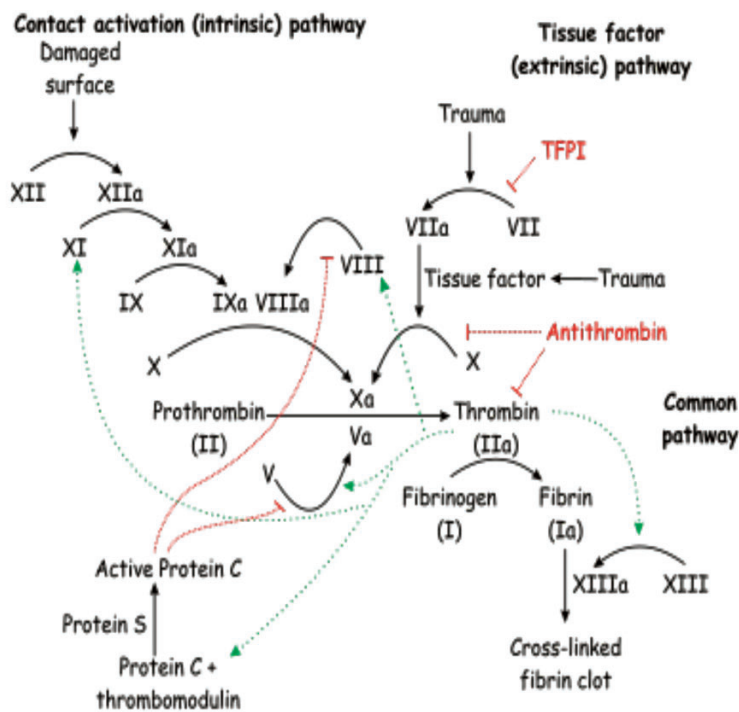 Contact activation (intrinsic) pathway
Damaged
surface
Tissue factor
(extrinsic) pathway
Trauma
TFPI
XII
XIIa
VIIa
VII
XI
XIa
VIII
Tissue factor
Trauma
IX
IXa VIIIa
X
X
Antithrombin
Xa
Prothrombin
(II)
Va
Thrombin
(IIa)
Common
pathway
V
Fibrinogen
(I)
Fibrin
(Ia)
Active Protein C
XIIIa
XIII
Protein S
Protein C +
thrombomodulin
Cross-linked
fibrin clot